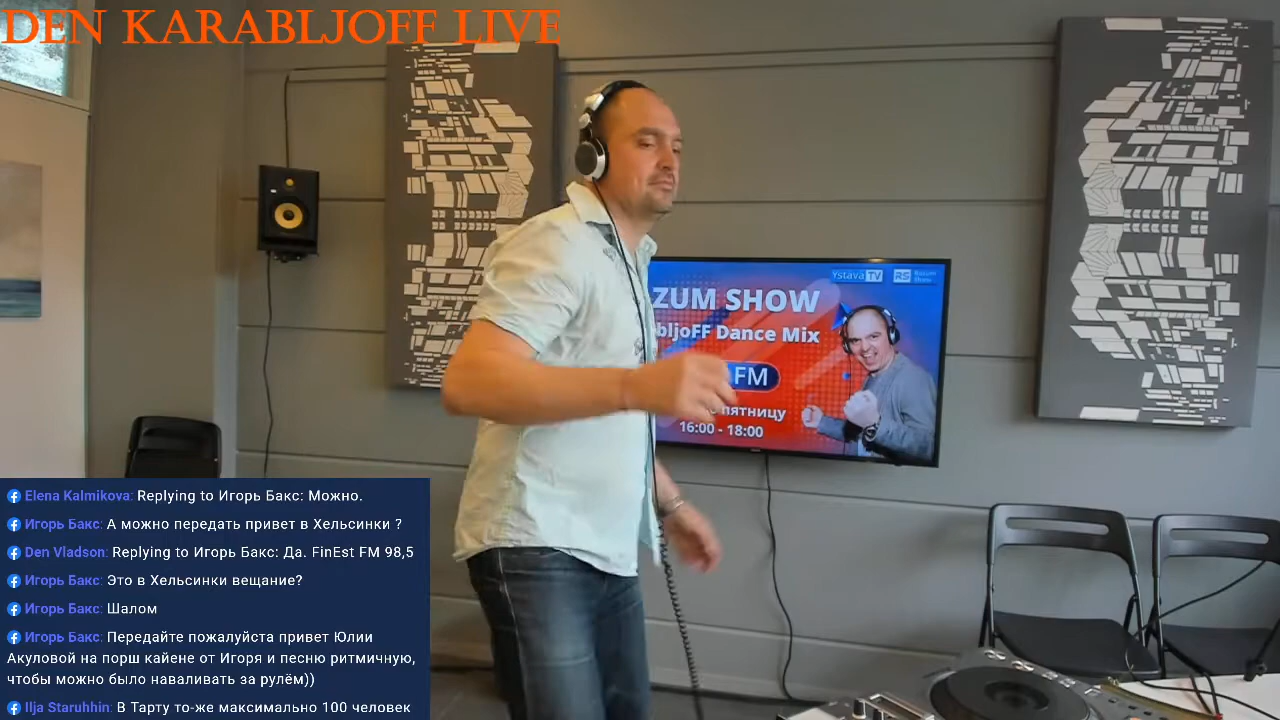 DEN KARABLJOFF LIVE
Ystava TV RS Razum Show
ZUM SHOW
bljoFF Dance Mix
FM
пятницу
16:00 - 18:00
Elena Kalmikova: Replying to Игорь Бакс: Можно.
Игорь Бакс: А можно передать привет в Хельсинки ?
Den Vladson: Replying to Игорь Бакс: Да. FinEst FM 98,5
Игорь Бакс: Это в Хельсинки вещание?
Игорь Бакс: Шалом
Игорь Бакс: Передайте пожалуйста привет Юлии
Акуловой на порш кайене от Игоря и песню ритмичную,
чтобы можно было наваливать за рулём))
Ilja Staruhhin: В Тарту то-же максимально 100 человек